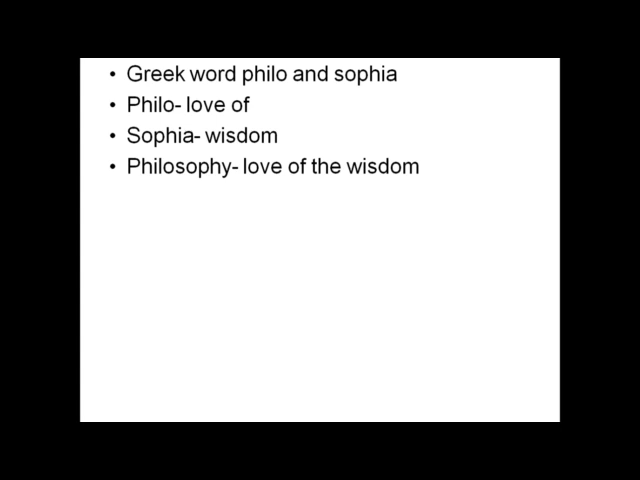 • Greek word philo and sophia
• Philo- love of
• Sophia- wisdom
• Philosophy- love of the wisdom